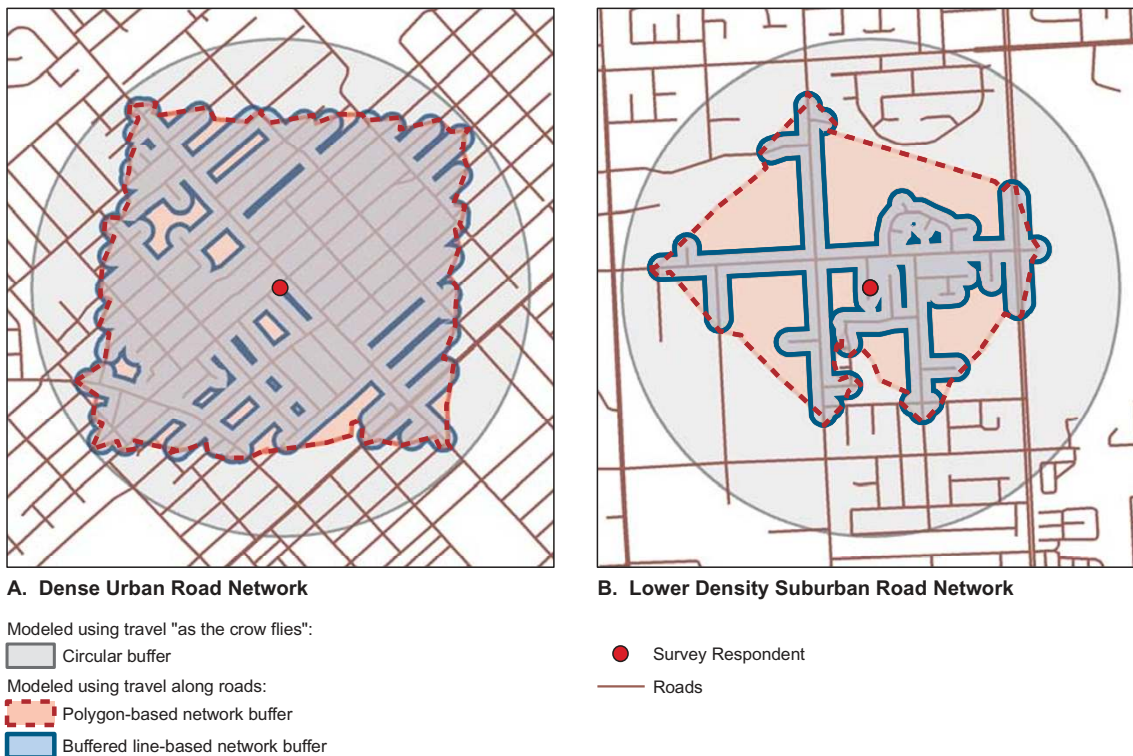 A. Dense Urban Road Network
B. Lower Density Suburban Road Network
Modeled using travel "as the crow flies":
Circular buffer
Modeled using travel along roads:
Polygon-based network buffer
Buffered line-based network buffer
Survey Respondent
Roads